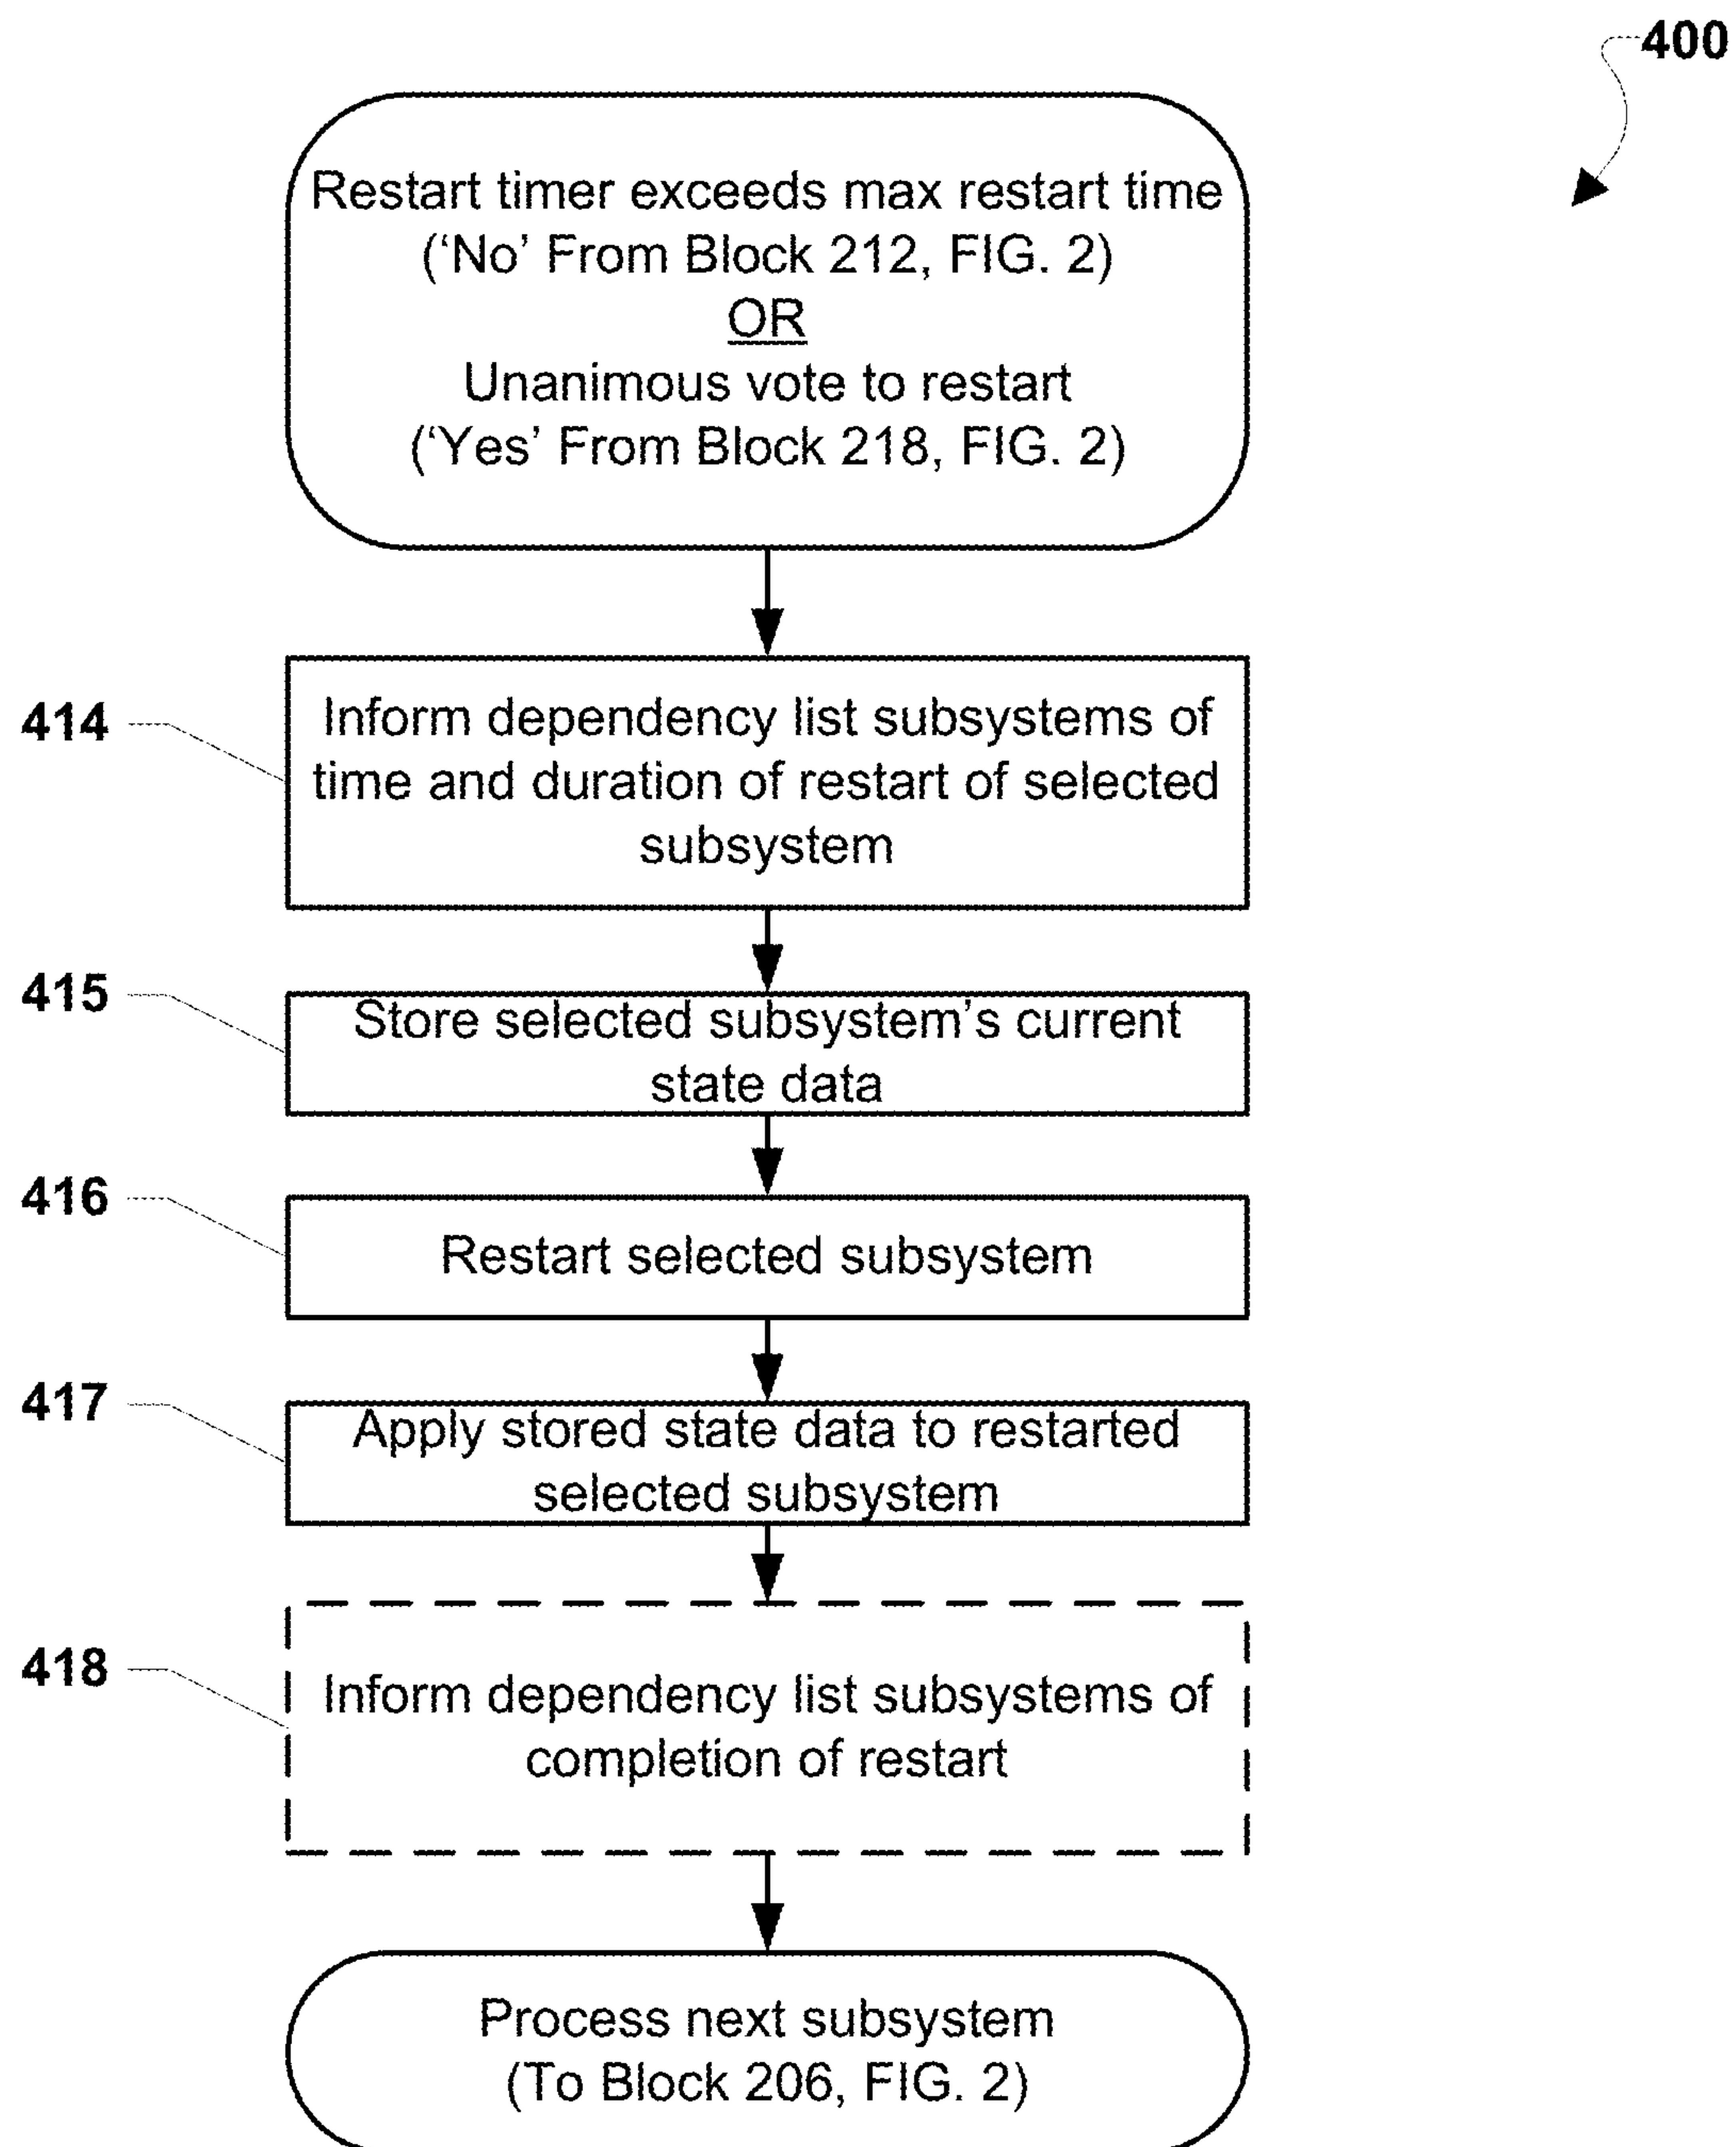 400
Restart timer exceeds max restart time
(‘No’ From Block 212, FIG. 2)
OR
Unanimous vote to restart
(‘Yes’ From Block 218, FIG. 2)
414
Inform dependency list subsystems of
time and duration of restart of selected
subsystem
415
Store selected subsystem’s current
state data
416
Restart selected subsystem
417
Apply stored state data to restarted
selected subsystem
418
Inform dependency list subsystems of
completion of restart
Process next subsystem
(To Block 206, FIG. 2)